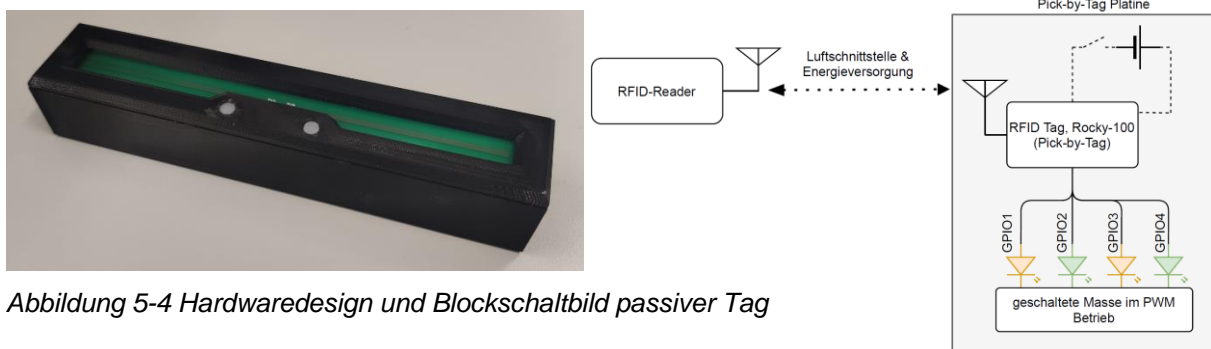 Pick-by-Tag Platine
Luftschnittstelle &
Energieversorgung
RFID-Reader
RFID Tag, Rocky-100
(Pick-by-Tag)
GPIO1
GPIO2
GPIO3
GPIO4
geschaltete Masse im PWM
Betrieb
Abbildung 5-4 Hardwaredesign und Blockschaltbild passiver Tag